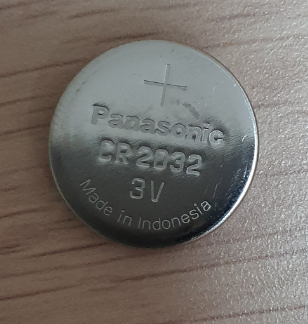 +
Panasonic
CR2032
3V
Made in Indonesia